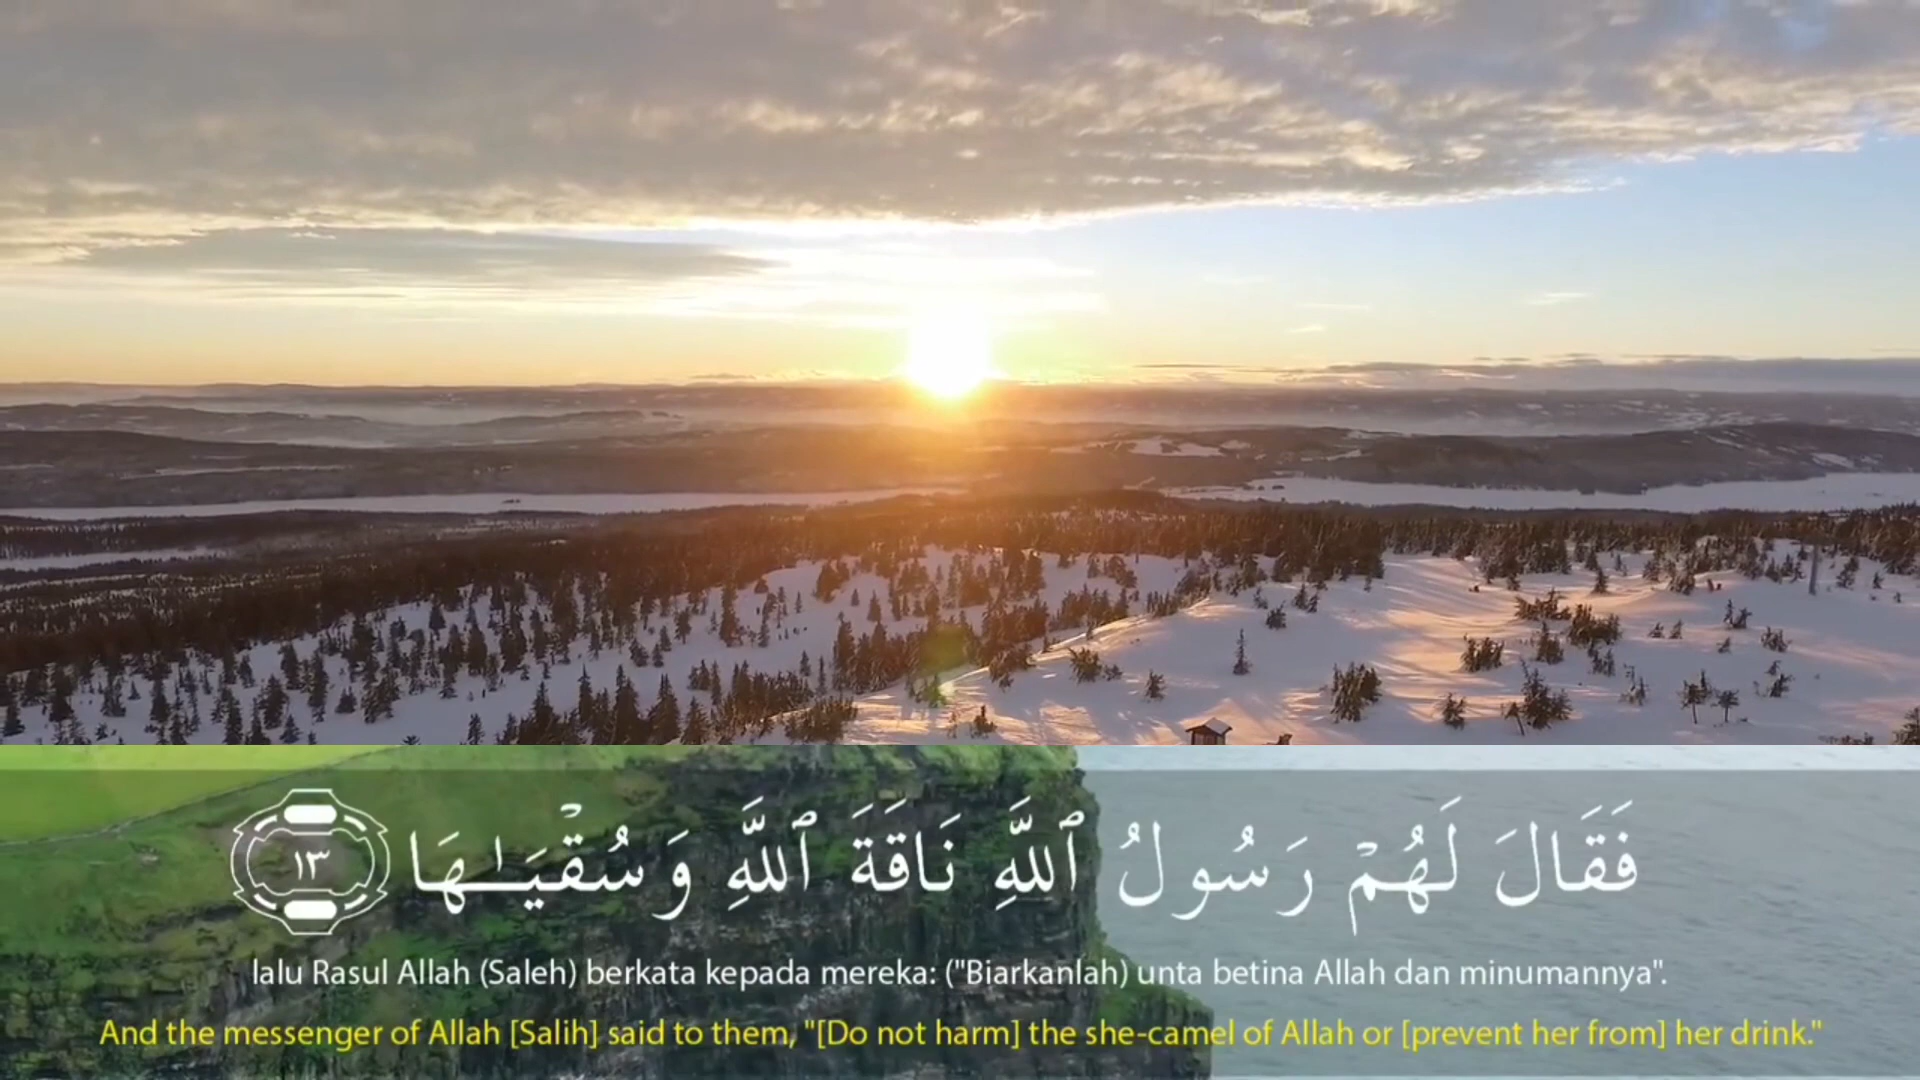 فَقَالَ لَهُمْ رَسُولُ ٱللَّهِ نَاقَةَ ٱللَّهِ وَسُقْيَـٰهَا ١٣
lalu Rasul Allah (Saleh) berkata kepada mereka: ("Biarkanlah) unta betina Allah dan minumannya".
And the messenger of Allah [Salih] said to them, "[Do not harm] the she-camel of Allah or [prevent her from] her drink."